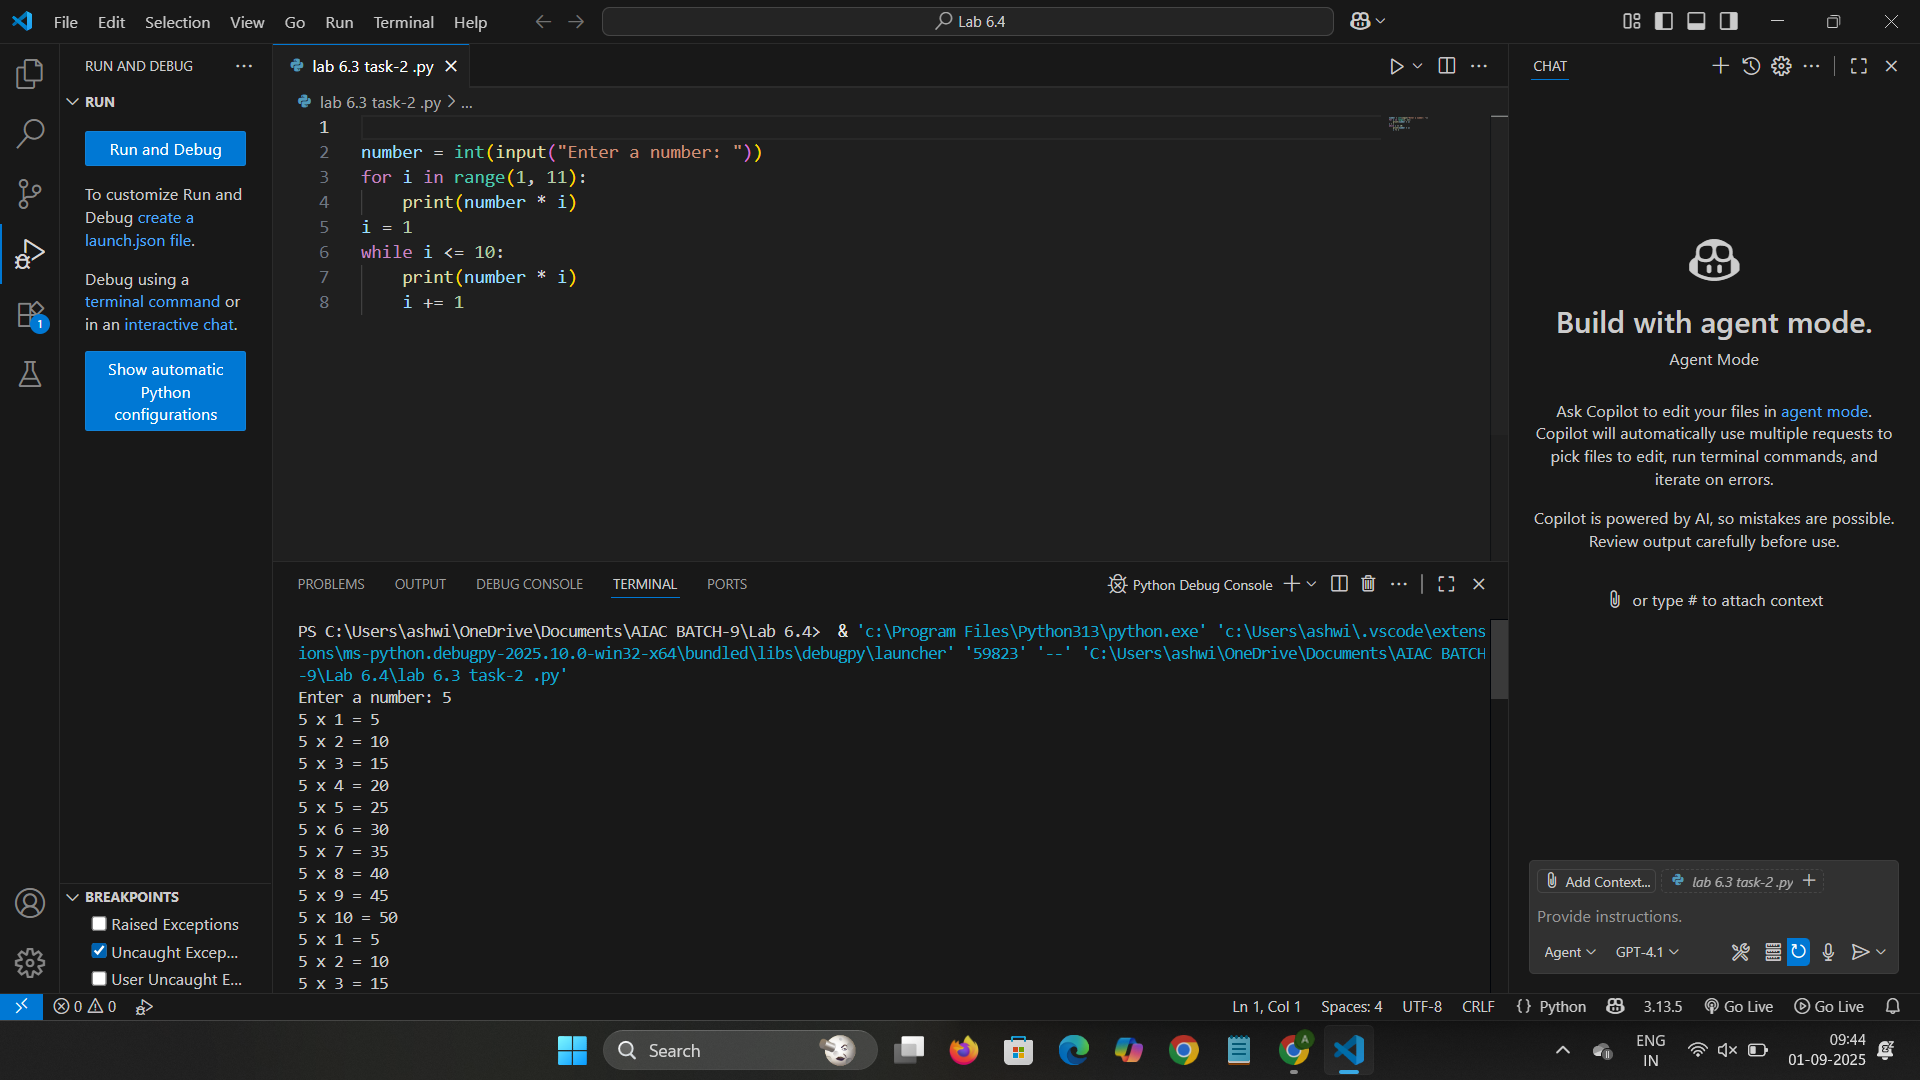 File Edit Selection View Go Run Terminal Help
Lab 6.4
RUN AND DEBUG
RUN
Run and Debug
To customize Run and
Debug create a
launch.json file.
Debug using a
terminal command or
in an interactive chat.
Show automatic
Python
configurations
1
BREAKPOINTS
Raised Exceptions
Uncaught Excep...
User Uncaught E...
lab 6.3 task-2 .py
lab 6.3 task-2 .py > ...
1
2 number = int(input("Enter a number: "))
3 for i in range(1, 11):
4     print(number * i)
5 i = 1
6 while i <= 10:
7     print(number * i)
8     i += 1
PROBLEMS OUTPUT DEBUG CONSOLE TERMINAL PORTS
Python Debug Console
PS C:\Users\ashwi\OneDrive\Documents\AIAC BATCH-9\Lab 6.4>  & 'c:\Program Files\Python313\python.exe' 'c:\Users\ashwi\.vscode\extens
ions\ms-python.debugpy-2025.10.0-win32-x64\bundled\libs\debugpy\launcher' '59823' '--' 'C:\Users\ashwi\OneDrive\Documents\AIAC BATCH
-9\Lab 6.4\lab 6.3 task-2 .py'
Enter a number: 5
5 x 1 = 5
5 x 2 = 10
5 x 3 = 15
5 x 4 = 20
5 x 5 = 25
5 x 6 = 30
5 x 7 = 35
5 x 8 = 40
5 x 9 = 45
5 x 10 = 50
5 x 1 = 5
5 x 2 = 10
5 x 3 = 15
CHAT
Build with agent mode.
Agent Mode
Ask Copilot to edit your files in agent mode.
Copilot will automatically use multiple requests to
pick files to edit, run terminal commands, and
iterate on errors.
Copilot is powered by AI, so mistakes are possible.
Review output carefully before use.
or type # to attach context
Add Context... lab 6.3 task-2 .py
Provide instructions.
Agent GPT-4.1
0 0
Ln 1, Col 1 Spaces: 4 UTF-8 CRLF {} Python 3.13.5 Go Live Go Live
Search
A
ENG
IN
09:44
01-09-2025